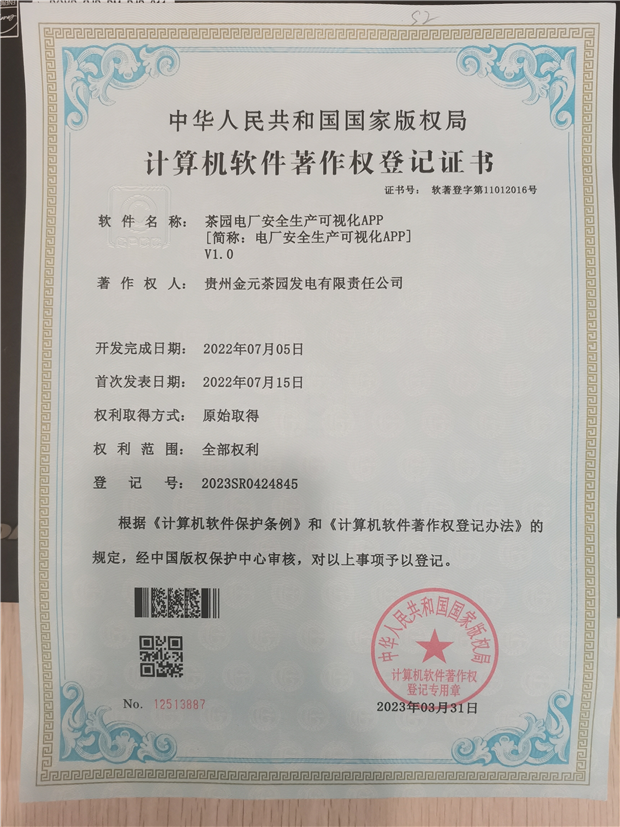 52
中华人民共和国国家版权局
计算机软件著作权登记证书
证书号： 软著登字第11012016号
软件名称： 茶园电厂安全生产可视化APP
[简称：电厂安全生产可视化APP]
V1.0
著作权人： 贵州金元茶园发电有限责任公司
开发完成日期： 2022年07月05日
首次发表日期： 2022年07月15日
权利取得方式： 原始取得
权利范围： 全部权利
登记号： 2023SR0424845
根据《计算机软件保护条例》和《计算机软件著作权登记办法》的
规定，经中国版权保护中心审核，对以上事项予以登记。
中华人民共和国国家版权局
计算机软件著作权
登记专用章
No. 12513887
2023年03月31日